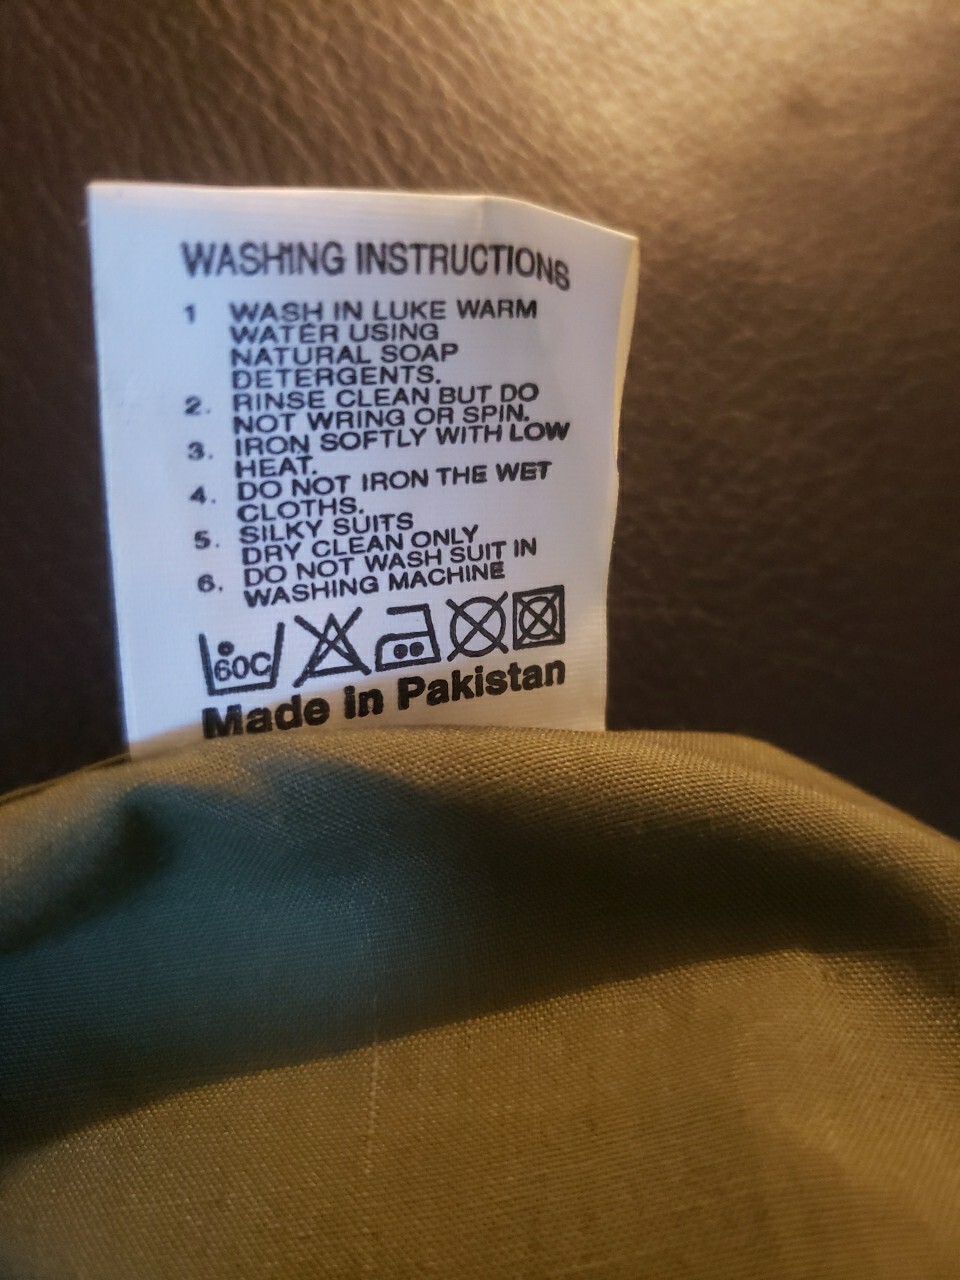 WASHING INSTRUCTIONS
1 WASH IN LUKE WARM
WATER USING
NATURAL SOAP
DETERGENTS.
2. RINSE CLEAN BUT DO
NOT WRING OR SPIN.
3. IRON SOFTLY WITH LOW
HEAT.
4. DO NOT IRON THE WET
CLOTHS.
5. SILKY SUITS
DRY CLEAN ONLY
6. DO NOT WASH SUIT IN
WASHING MACHINE
60C
Made in Pakistan